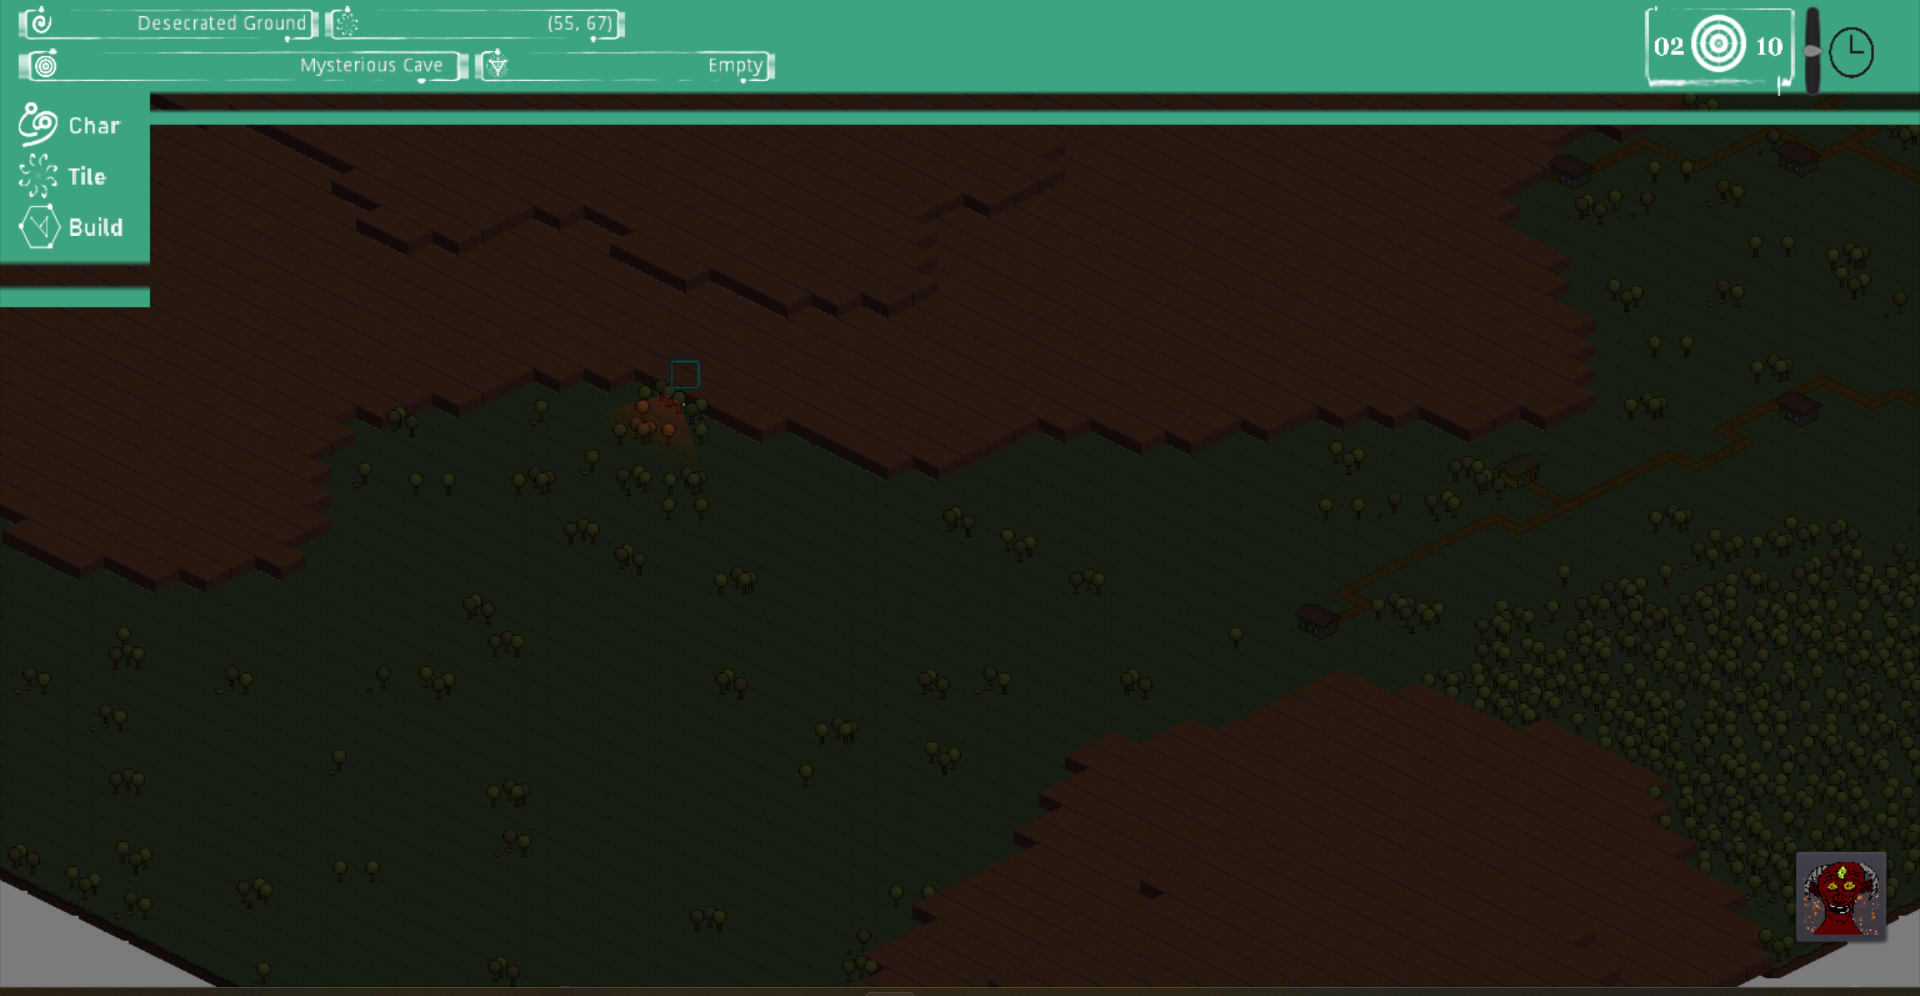 Desecrated Ground
(55, 67)
02 10
Mysterious Cave
Empty
Char
Tile
Build